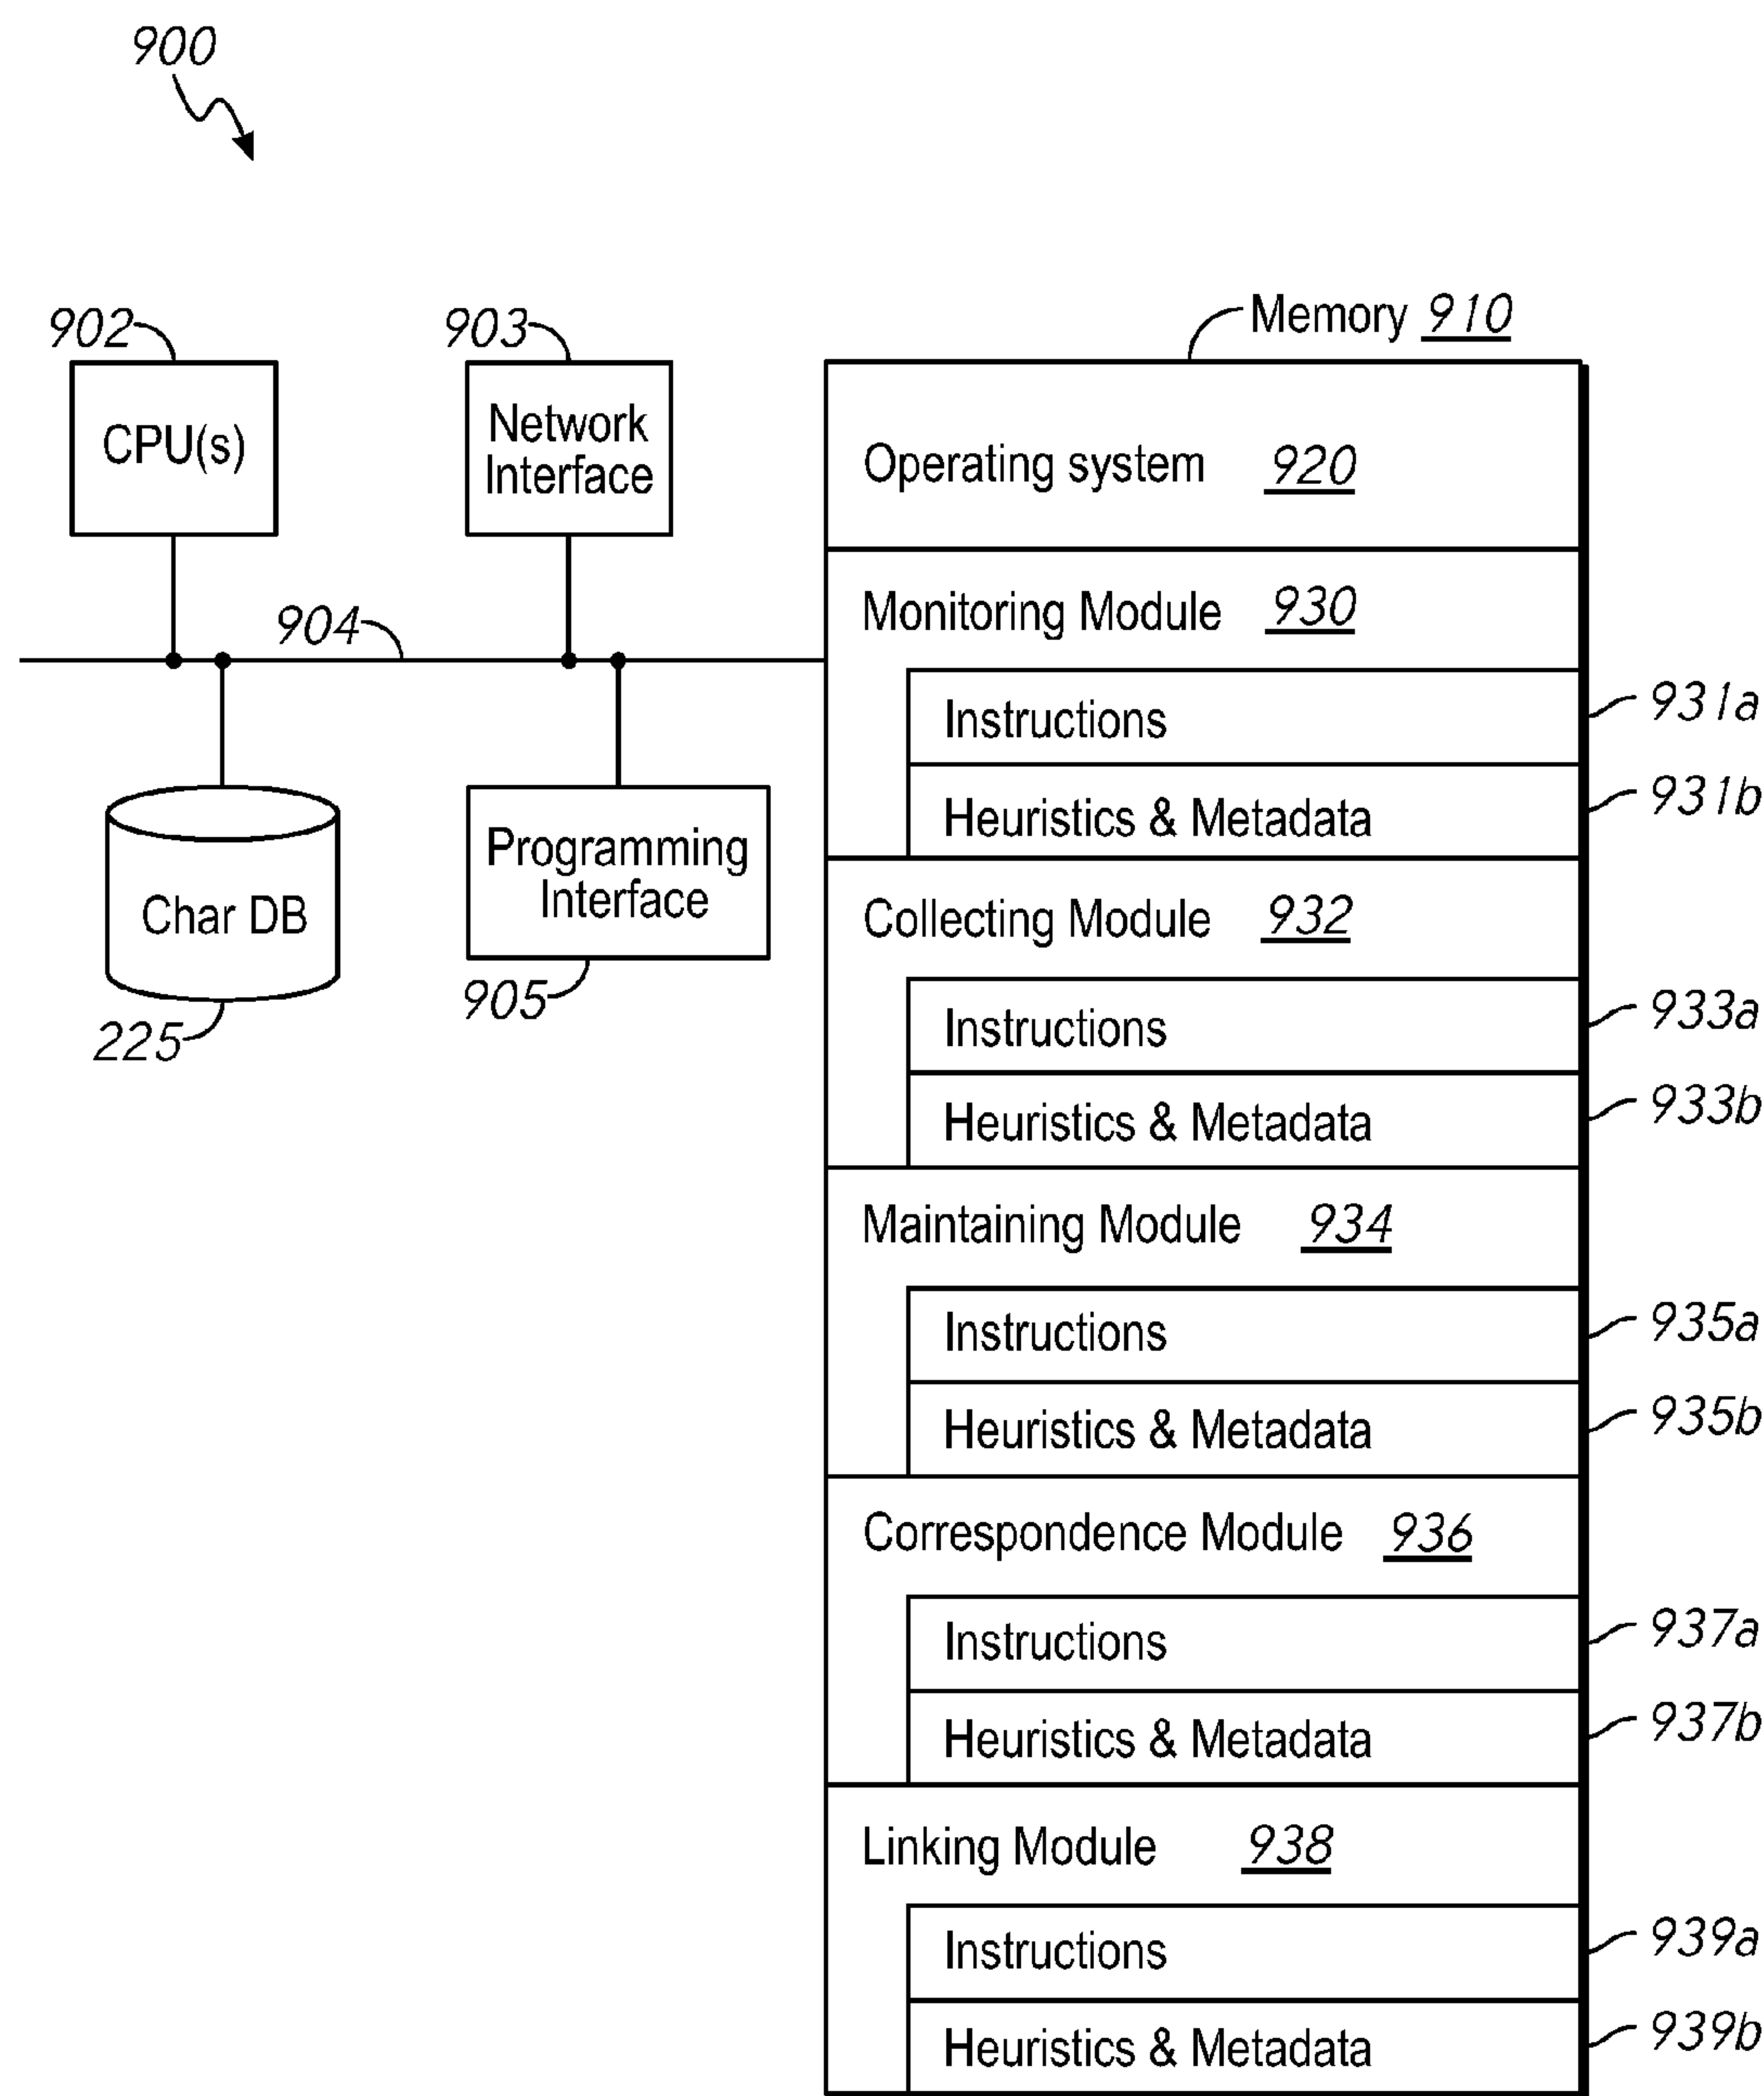 900
902
903
Memory 910
CPU(s)
Network
Interface
Operating system 920
904
Monitoring Module 930
Instructions
931a
Heuristics & Metadata
931b
Char DB
225
Programming
Interface
905
Collecting Module 932
Instructions
933a
Heuristics & Metadata
933b
Maintaining Module 934
Instructions
935a
Heuristics & Metadata
935b
Correspondence Module 936
Instructions
937a
Heuristics & Metadata
937b
Linking Module 938
Instructions
939a
Heuristics & Metadata
939b